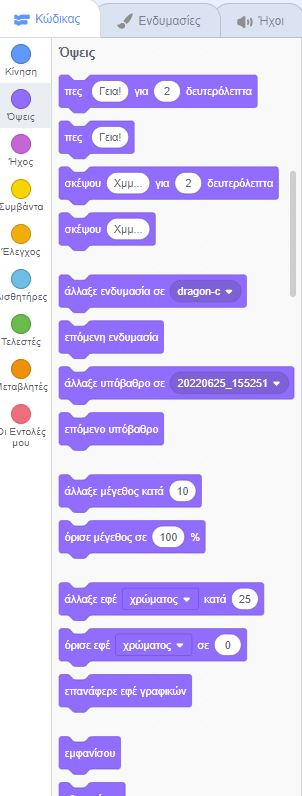 Κώδικας Ενδυμασίες Ήχοι
Κίνηση
Όψεις
Ήχος
Συμβάντα
Έλεγχος
Τελεστές
Οι Εντολές
μου
Όψεις
πες Γεια! για 2 δευτερόλεπτα
πες Γεια!
σκέψου Χμμ... για 2 δευτερόλεπτα
σκέψου Χμμ...
άλλαξε ενδυμασία σε dragon-c
επόμενη ενδυμασία
άλλαξε υπόβαθρο σε 20220625_155251
επόμενο υπόβαθρο
άλλαξε μέγεθος κατά 10
όρισε μέγεθος σε 100 %
άλλαξε εφέ χρώματος κατά 25
όρισε εφέ χρώματος σε 0
επανάφερε εφέ γραφικών
εμφανίσου